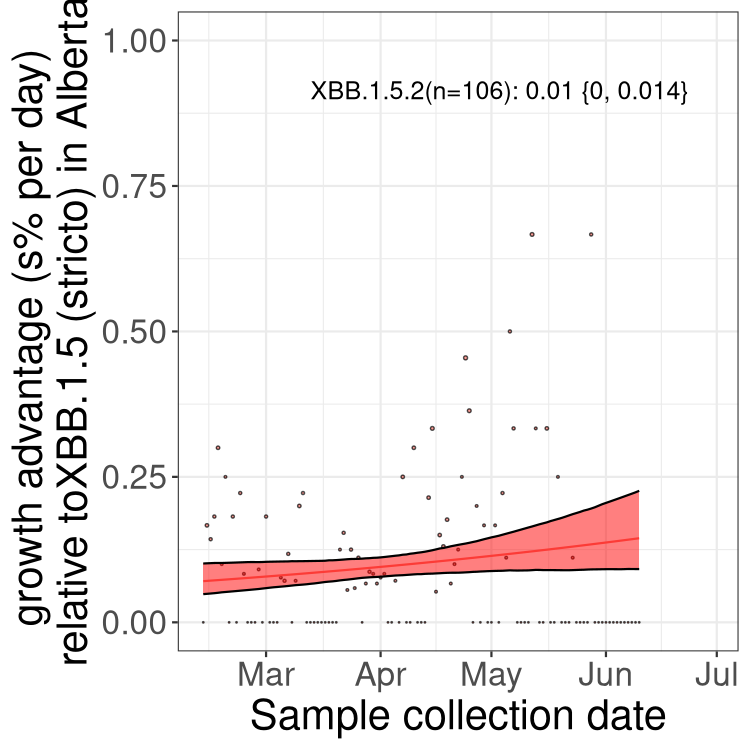 growth advantage (s% per day)
relative toXBB.1.5 (stricto) in Alberta
1.00
0.75
0.50
0.25
0.00
XBB.1.5.2(n=106): 0.01 {0, 0.014}
Mar Apr May Jun Jul
Sample collection date